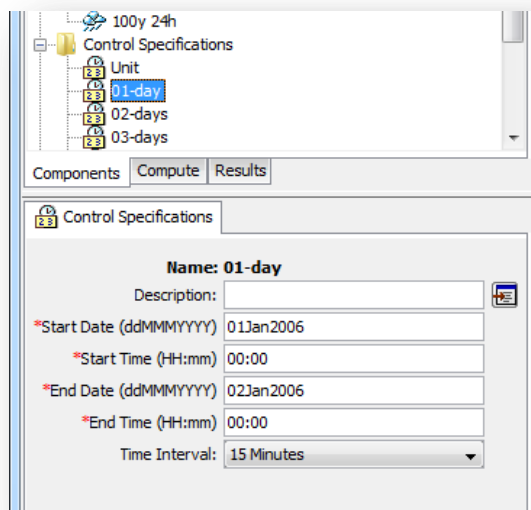 100y 24h
Control Specifications
Unit
01-day
02-days
03-days
Components Compute Results
Control Specifications
Name: 01-day
Description:
*Start Date (ddMMMYYYY) 01Jan2006
*Start Time (HH:mm) 00:00
*End Date (ddMMMYYYY) 02Jan2006
*End Time (HH:mm) 00:00
Time Interval: 15 Minutes